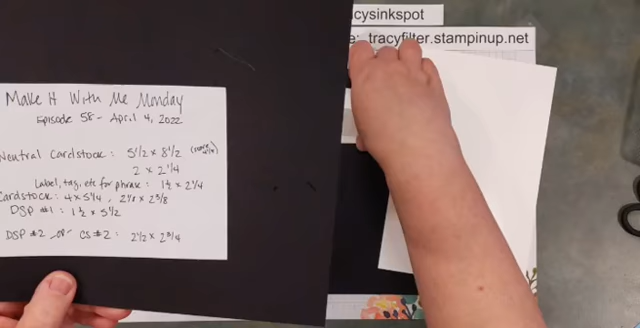 cysinkspot
e: tracyfilter.stampinup.net
Make It With Me Monday
Episode 58 - April 4, 2022
Neutral Cardstock : 5 1/2 x 8 1/2 (score
2 x 2 1/4
Label, tag, etc for phrase : 1 1/2 x 2 1/4
Cardstock : 4 x 5 1/4 , 2 1/8 x 2 3/8
DSP #1 : 1 1/2 x 5 1/2
DSP #2 -or- CS #2 : 2 1/2 x 2 3/4